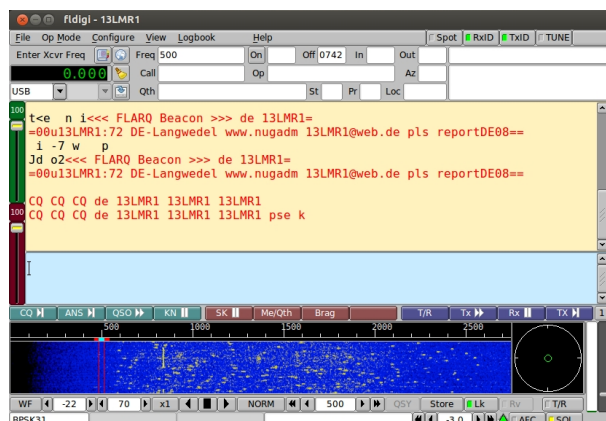 fldigi - 13LMR1
File Op Mode Configure View Logbook Help Spot RxID TxID TUNE
Enter Xcvr Freq Freq 500 On Off 0742 In Out
0.000 Call Op Az
USB Qth St Pr Loc
100
t<e n i<<< FLARQ Beacon >>> de 13LMR1=
=00u13LMR1:72 DE-Langwedel www.nugadm 13LMR1@web.de pls reportDE08==
i -7 w p
Jd o2<<< FLARQ Beacon >>> de 13LMR1=
=00u13LMR1:72 DE-Langwedel www.nugadm 13LMR1@web.de pls reportDE08==
CQ CQ CQ de 13LMR1 13LMR1 13LMR1
100
CQ CQ CQ de 13LMR1 13LMR1 13LMR1 pse k
CQ ANS QSO KN SK Me/Qth Brag T/R Tx Rx TX 1
500 1000 1500 2000 2500
WF -22 70 x1 NORM 500 QSY Store Lk Rv T/R
BPSK31 -3.0 AFC SQL